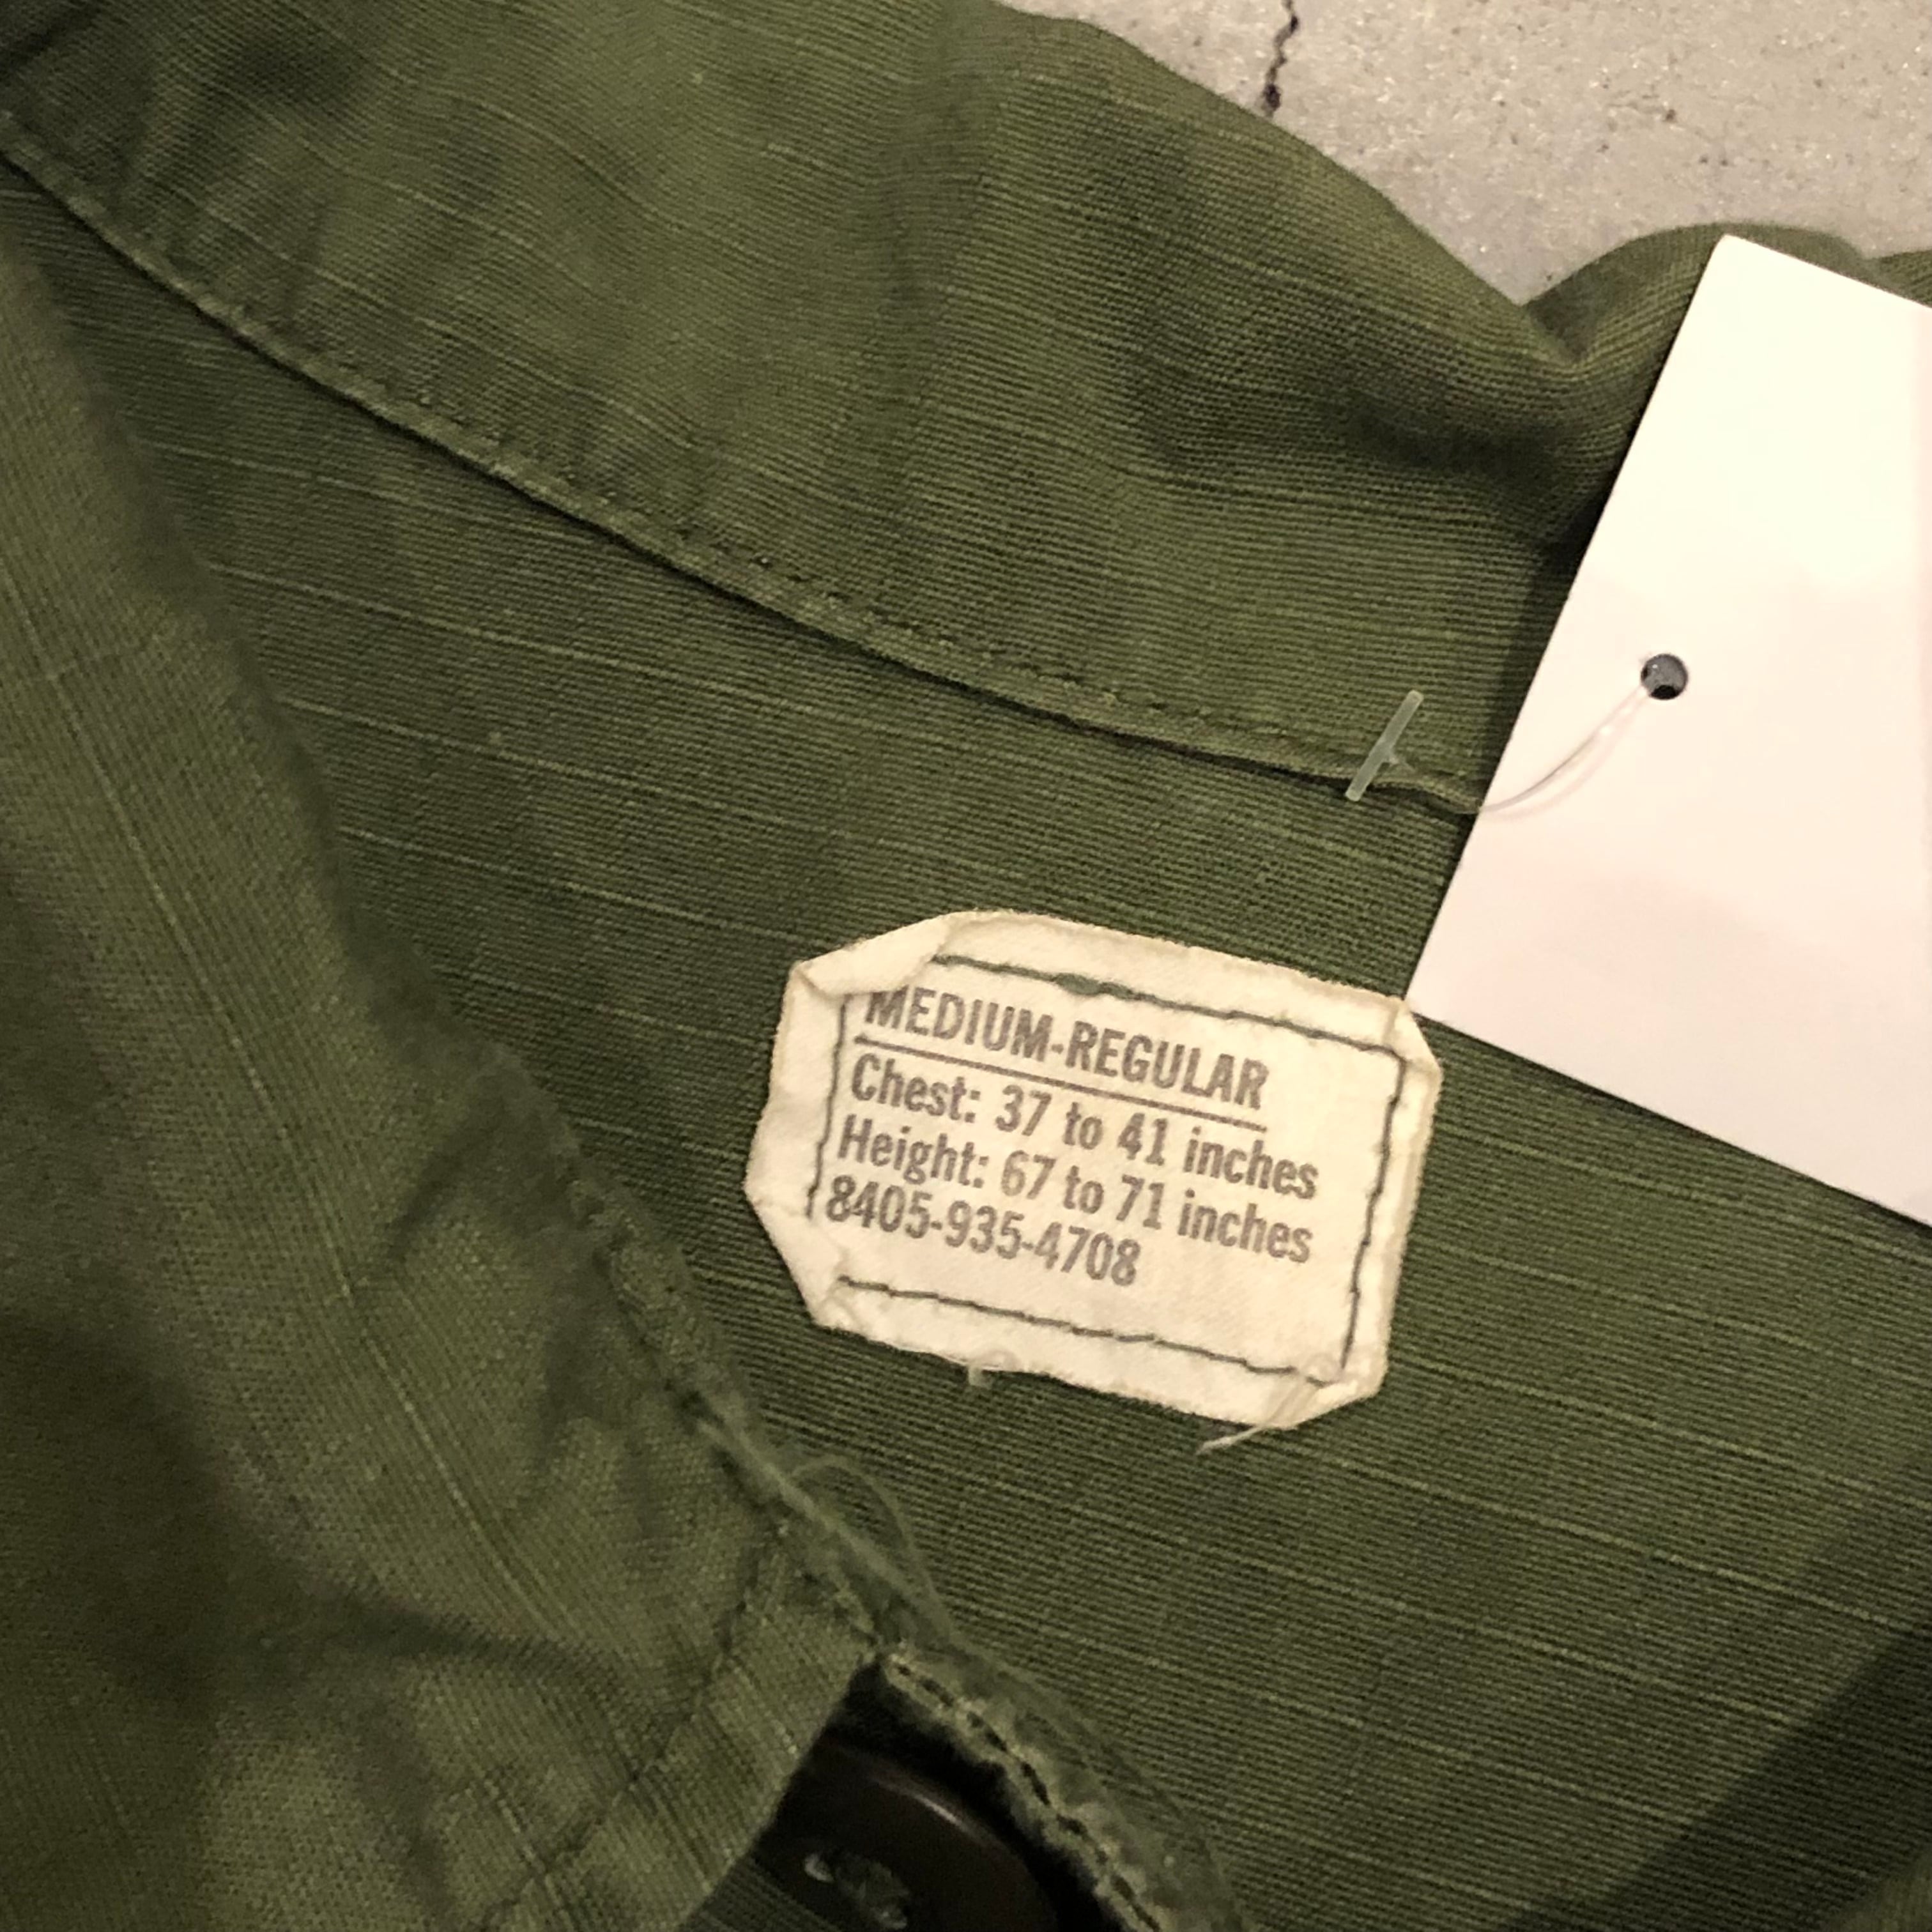 MEDIUM-REGULAR
Chest: 37 to 41 inches
Height: 67 to 71 inches
8405-935-4708